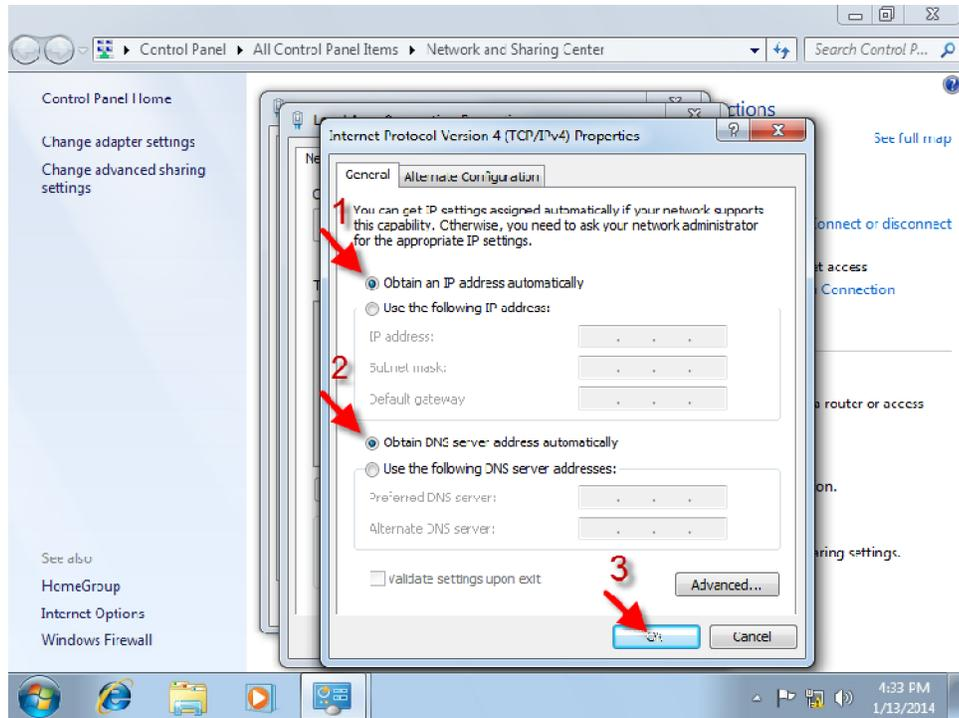 Control Panel ▸ All Control Panel Items ▸ Network and Sharing Center
Search Control P...
Control Panel Home
Change adapter settings
Change advanced sharing
settings
See also
HomeGroup
Internet Options
Windows Firewall
ctions
See full map
onnect or disconnect
et access
Connection
a router or access
on.
aring settings.
Ne
Internet Protocol Version 4 (TCP/IPv4) Properties
General
Alternate Configuration
You can get IP settings assigned automatically if your network supports
this capability. Otherwise, you need to ask your network administrator
for the appropriate IP settings.
1
Obtain an IP address automatically
Use the following IP address:
IP address:
Subnet mask:
Default gateway
2
Obtain DNS server address automatically
Use the following DNS server addresses:
Preferred DNS server:
Alternate DNS server:
Validate settings upon exit
3
Advanced...
OK
Cancel
4:33 PM
1/13/2014